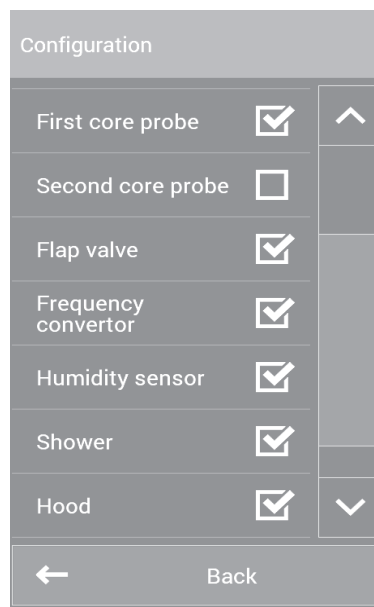 Configuration
First core probe
Second core probe
Flap valve
Frequency
convertor
Humidity sensor
Shower
Hood
Back